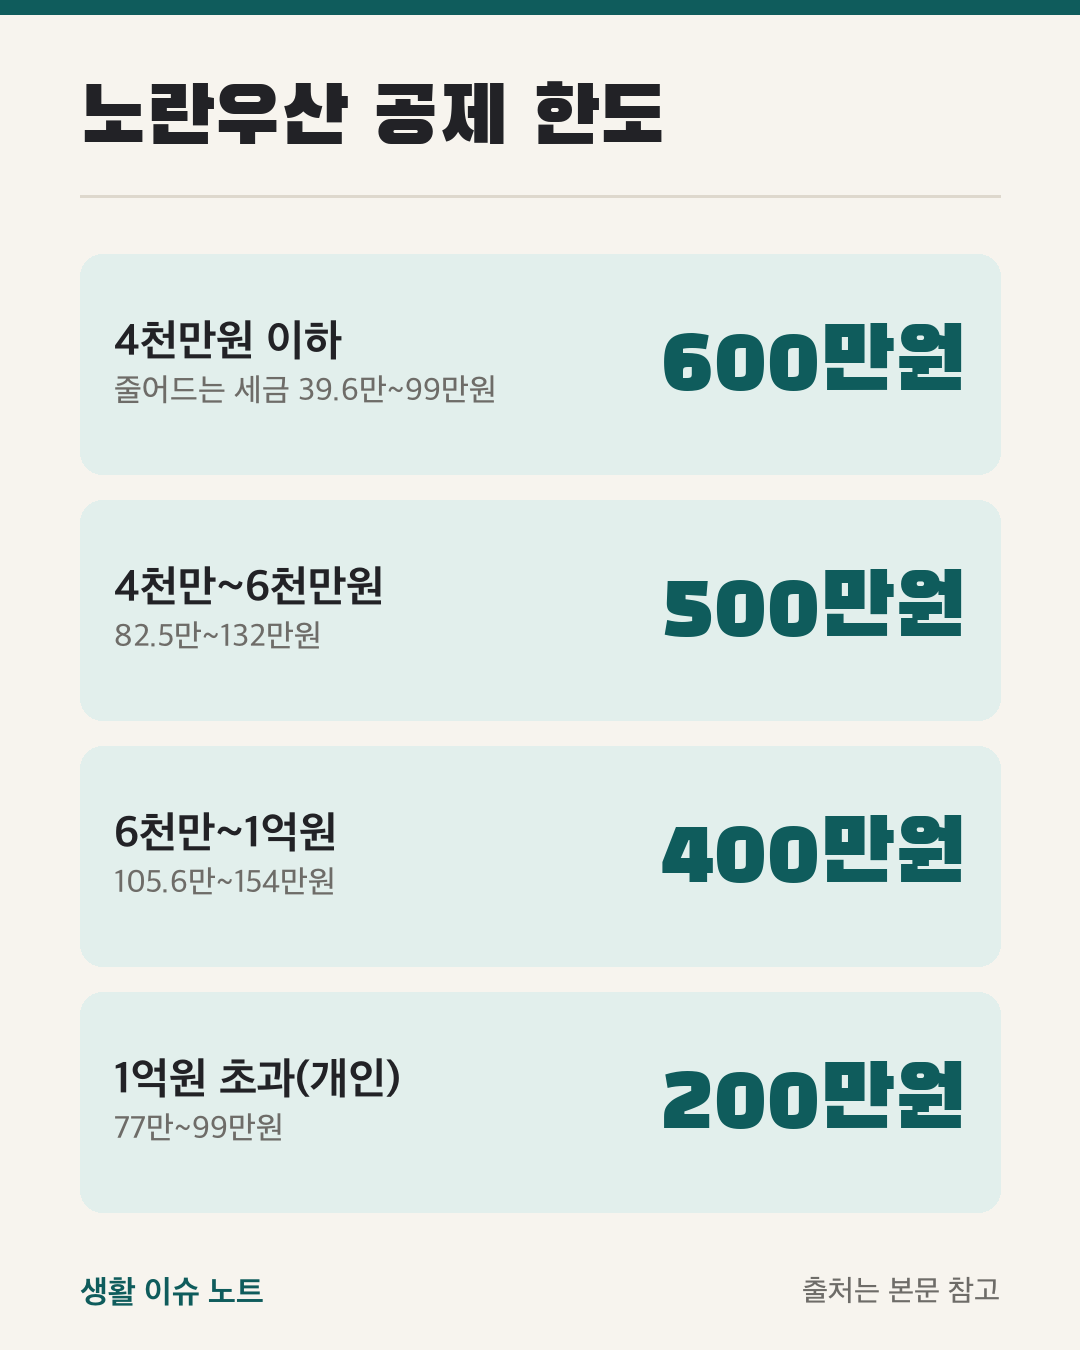 노란우산 공제 한도
4천만원 이하
줄어드는 세금 39.6만~99만원
600만원
4천만~6천만원
82.5만~132만원
500만원
6천만~1억원
105.6만~154만원
400만원
1억원 초과(개인)
77만~99만원
200만원
생활 이슈 노트
출처는 본문 참고